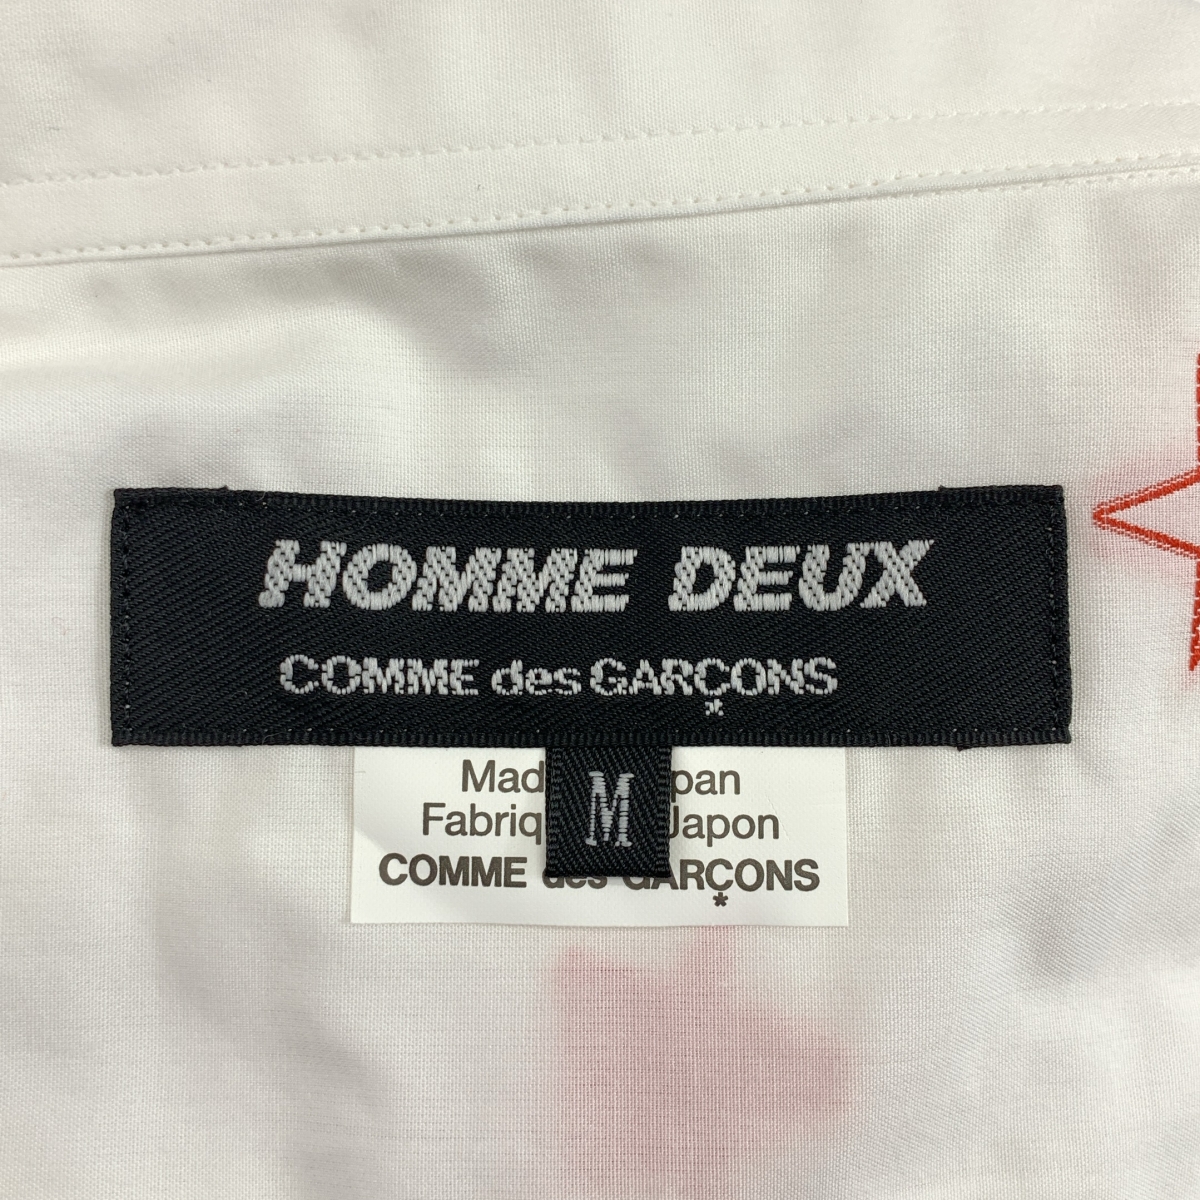 HOMME DEUX
COMME des GARÇONS
M
Mad pan
Fabriq Japon
COMME des GARÇONS